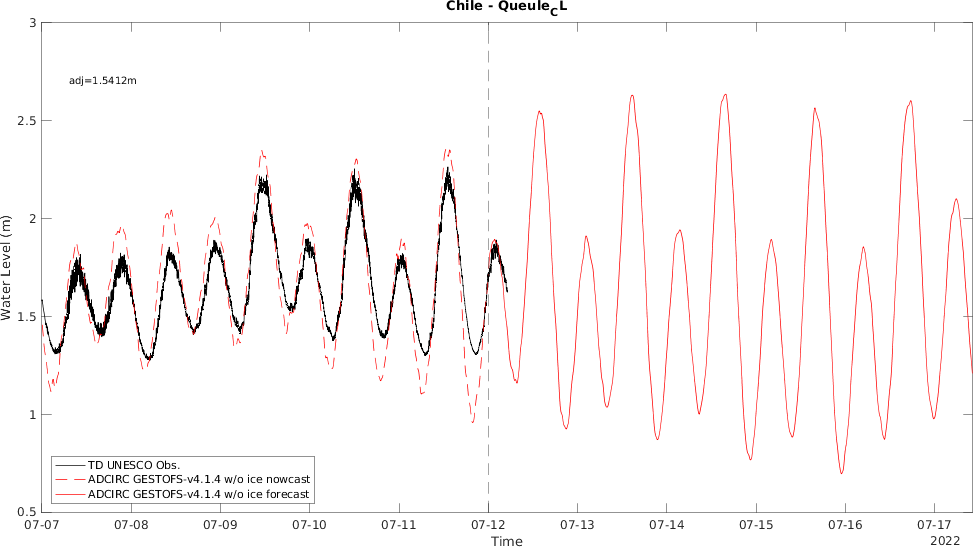 Chile - Queule_CL
adj=1.5412m
Water Level (m)
3
2.5
2
1.5
1
0.5
TD UNESCO Obs.
ADCIRC GESTOFS-v4.1.4 w/o ice nowcast
ADCIRC GESTOFS-v4.1.4 w/o ice forecast
07-07 07-08 07-09 07-10 07-11 07-12 07-13 07-14 07-15 07-16 07-17
Time
2022